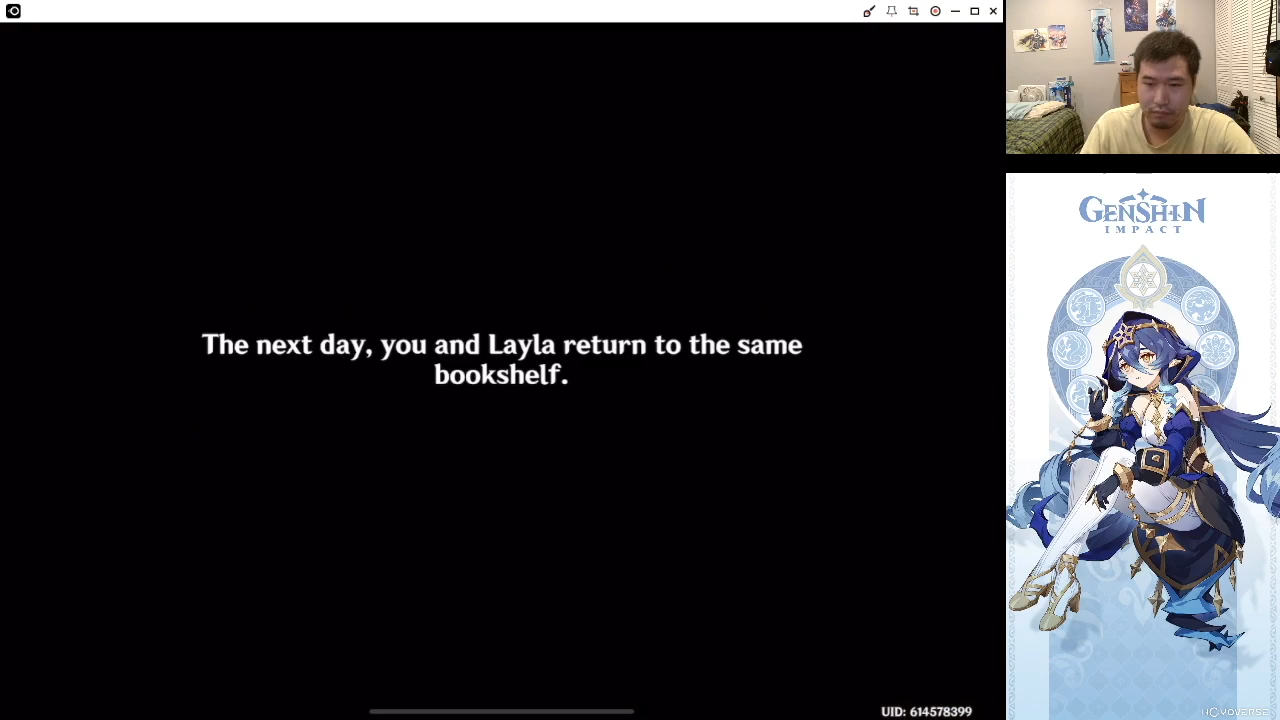 The next day, you and Layla return to the same
bookshelf.
UID: 614578399
GENSHIN
IMPACT
HOYOVERSE